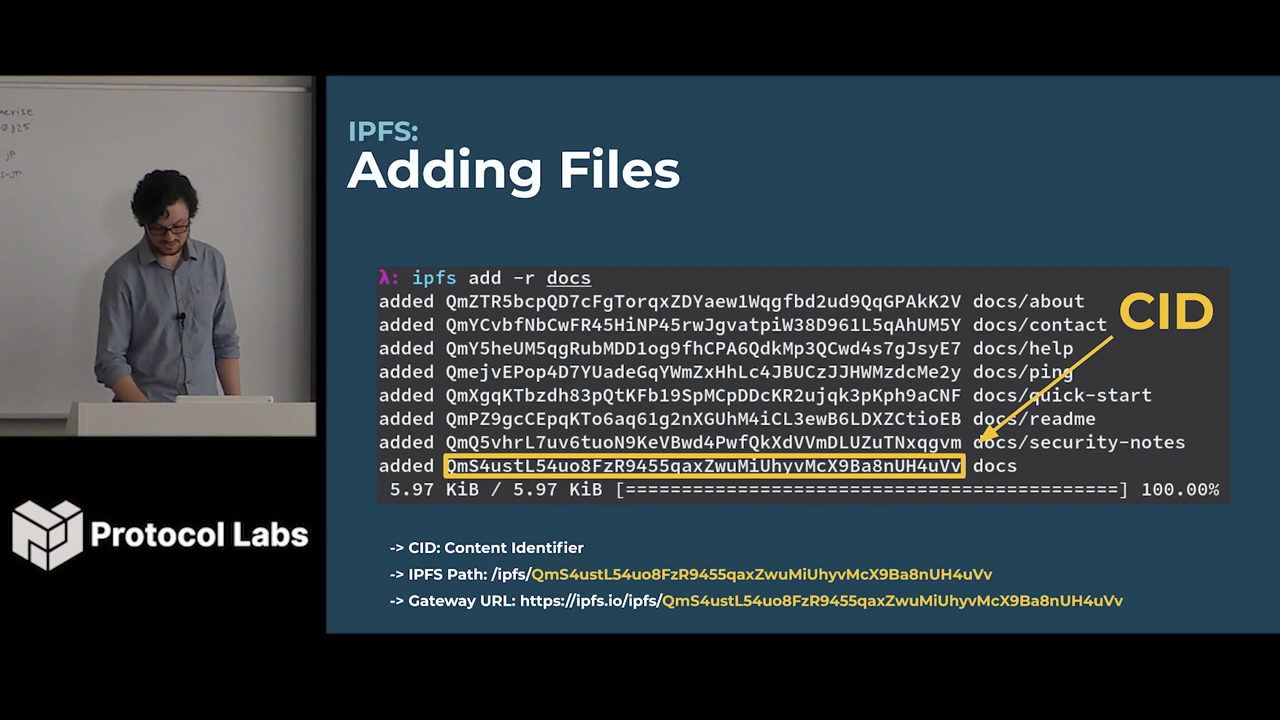 IPFS:
Adding Files
λ: ipfs add -r docs
added QmZTR5bcpQD7cFgTorqxZDYaew1Wqgfbd2ud9QqGPAkK2V docs/about
added QmYCvbfNbCwFR45HiNP45rwJgvatpiW38D961L5qAhUM5Y docs/contact
added QmY5heUM5qgRubMDD1og9fhCPA6QdkMp3QCwd4s7gJsyE7 docs/help
added QmejvEPop4D7YUadeGqYWmZxHhLc4JBUCzJJHWMzdcMe2y docs/ping
added QmXgqKTbzdh83pQtKFb19SpMCpDDcKR2ujqk3pKph9aCNF docs/quick-start
added QmPZ9gcCEpqKTo6aq61g2nXGUhM4iCL3ewB6LDXZCtioEB docs/readme
added QmQ5vhrL7uv6tuoN9KeVBwd4PwfQkXdVVmDLUZuTNxqgvm docs/security-notes
added QmS4ustL54uo8FzR9455qaxZwuMiUhyvMcX9Ba8nUH4uVv docs
5.97 KiB / 5.97 KiB [============================================] 100.00%
CID
-> CID: Content Identifier
-> IPFS Path: /ipfs/QmS4ustL54uo8FzR9455qaxZwuMiUhyvMcX9Ba8nUH4uVv
-> Gateway URL: https://ipfs.io/ipfs/QmS4ustL54uo8FzR9455qaxZwuMiUhyvMcX9Ba8nUH4uVv
Protocol Labs